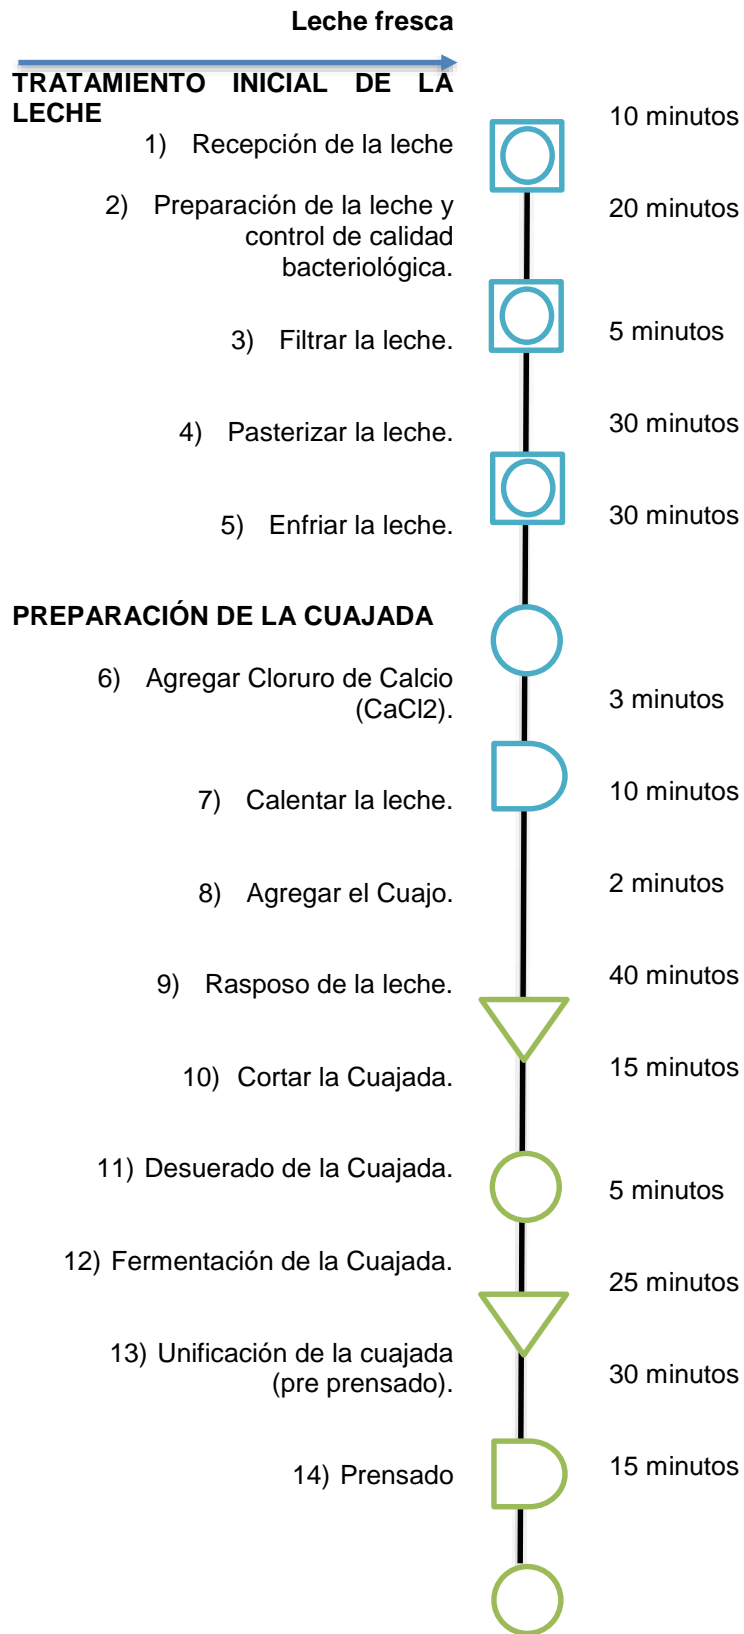 Leche fresca
TRATAMIENTO INICIAL DE LA
LECHE
10 minutos
1) Recepción de la leche
2) Preparación de la leche y
control de calidad
bacteriológica.
20 minutos
3) Filtrar la leche.
5 minutos
4) Pasterizar la leche.
30 minutos
5) Enfriar la leche.
30 minutos
PREPARACIÓN DE LA CUAJADA
6) Agregar Cloruro de Calcio
(CaCl2).
3 minutos
7) Calentar la leche.
10 minutos
8) Agregar el Cuajo.
2 minutos
9) Rasposo de la leche.
40 minutos
10) Cortar la Cuajada.
15 minutos
11) Desuerado de la Cuajada.
5 minutos
12) Fermentación de la Cuajada.
25 minutos
13) Unificación de la cuajada
(pre prensado).
30 minutos
14) Prensado
15 minutos